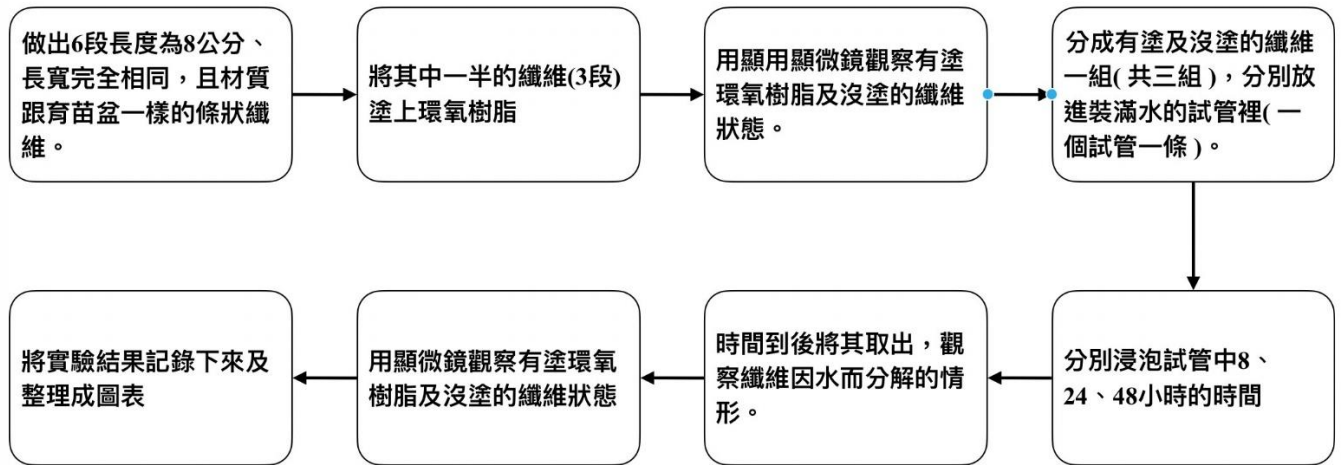 做出6段長度為8公分、
長寬完全相同，且材質
跟育苗盆一樣的條狀纖
維。
將其中一半的纖維(3段)
塗上環氧樹脂
用顯用顯微鏡觀察有塗
環氧樹脂及沒塗的纖維
狀態。
分成有塗及沒塗的纖維
一組( 共三組 )，分別放
進裝滿水的試管裡( 一
個試管一條 )。
分別浸泡試管中8、
24、48小時的時間
時間到後將其取出，觀
察纖維因水而分解的情
形。
用顯微鏡觀察有塗環氧
樹脂及沒塗的纖維狀態
將實驗結果記錄下來及
整理成圖表